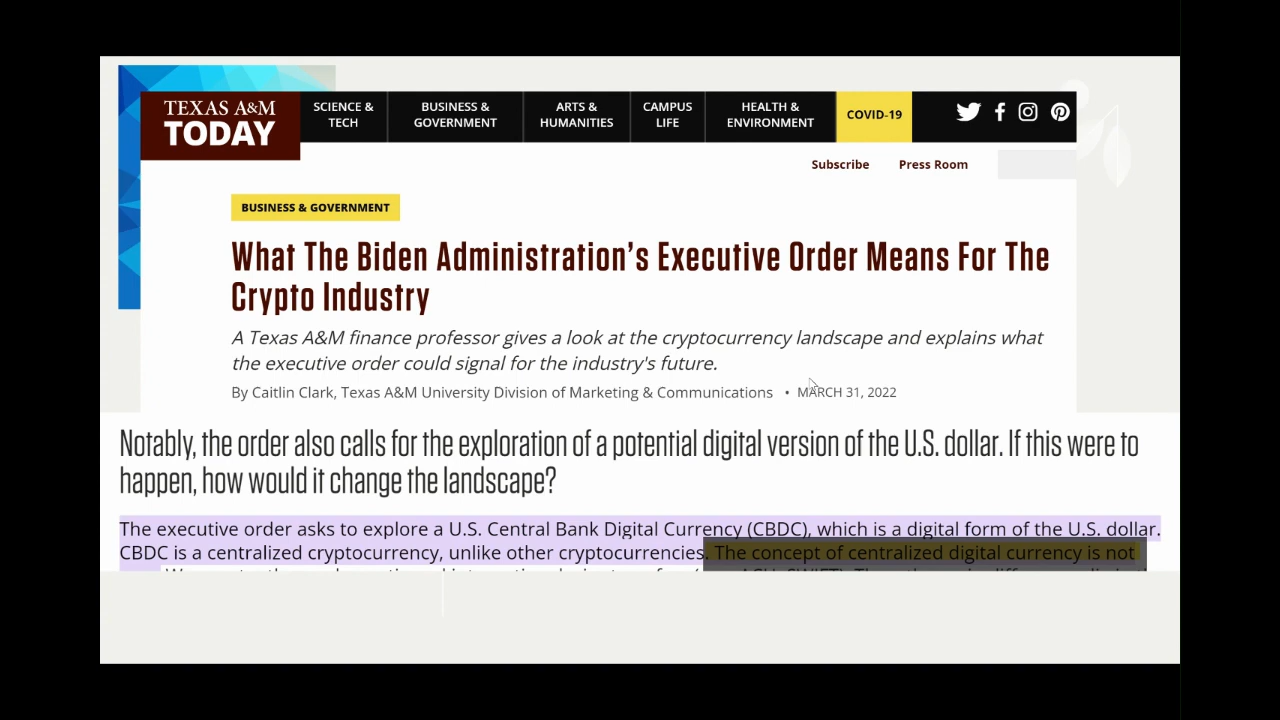 TEXAS A&M
TODAY
SCIENCE &
TECH
BUSINESS &
GOVERNMENT
ARTS &
HUMANITIES
CAMPUS
LIFE
HEALTH &
ENVIRONMENT
COVID-19
Subscribe
Press Room
BUSINESS & GOVERNMENT
What The Biden Administration’s Executive Order Means For The
Crypto Industry
A Texas A&M finance professor gives a look at the cryptocurrency landscape and explains what
the executive order could signal for the industry's future.
By Caitlin Clark, Texas A&M University Division of Marketing & Communications • MARCH 31, 2022
Notably, the order also calls for the exploration of a potential digital version of the U.S. dollar. If this were to
happen, how would it change the landscape?
The executive order asks to explore a U.S. Central Bank Digital Currency (CBDC), which is a digital form of the U.S. dollar.
CBDC is a centralized cryptocurrency, unlike other cryptocurrencies. The concept of centralized digital currency is not